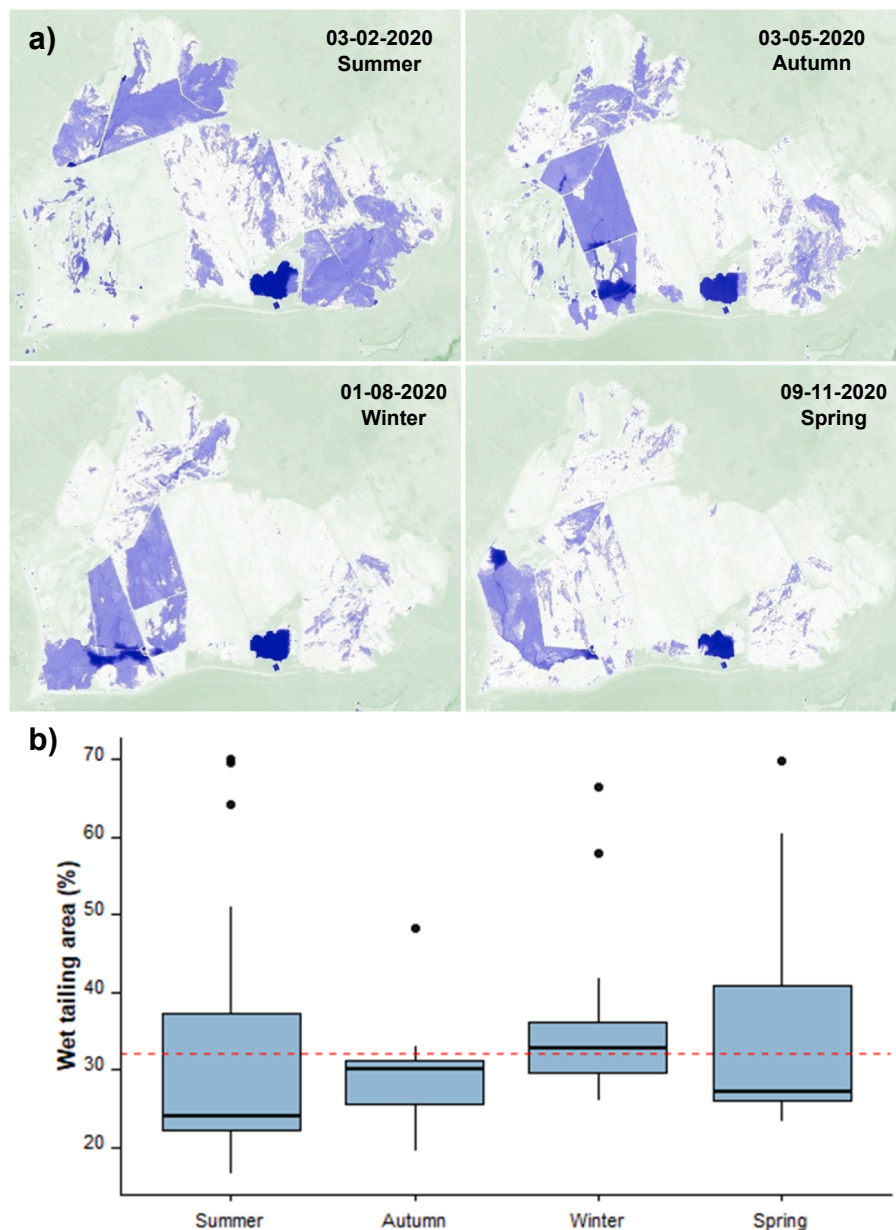 a)
03-02-2020
Summer
03-05-2020
Autumn
01-08-2020
Winter
09-11-2020
Spring
b)
Wet tailing area (%)
70
60
50
40
30
20
Summer
Autumn
Winter
Spring